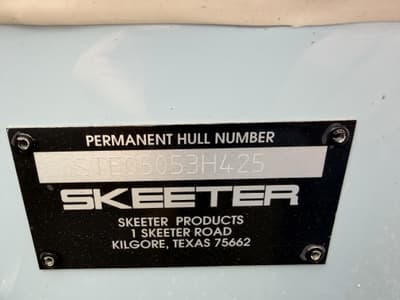 PERMANENT HULL NUMBER
SKEETER
SKEETER PRODUCTS
1 SKEETER ROAD
KILGORE, TEXAS 75662